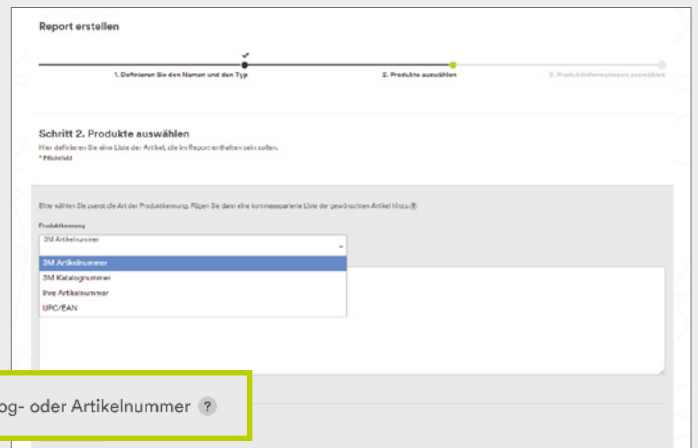 Report erstellen
1. Definieren Sie den Namen und den Typ
2. Produkte auswählen
3. Produktinformationen auswählen
Schritt 2. Produkte auswählen
Hier definieren Sie eine Liste der Artikel, die im Report enthalten sein sollen.
* Pflichtfeld
Bitte wählen Sie zuerst die Art der Produktkennung. Fügen Sie dann eine kommaseparierte Liste der gewünschten Artikel hinzu. ?
Produktkennung
3M Artikelnummer
3M Artikelnummer
3M Katalognummer
Ihre Artikelnummer
UPC/EAN
og- oder Artikelnummer ?